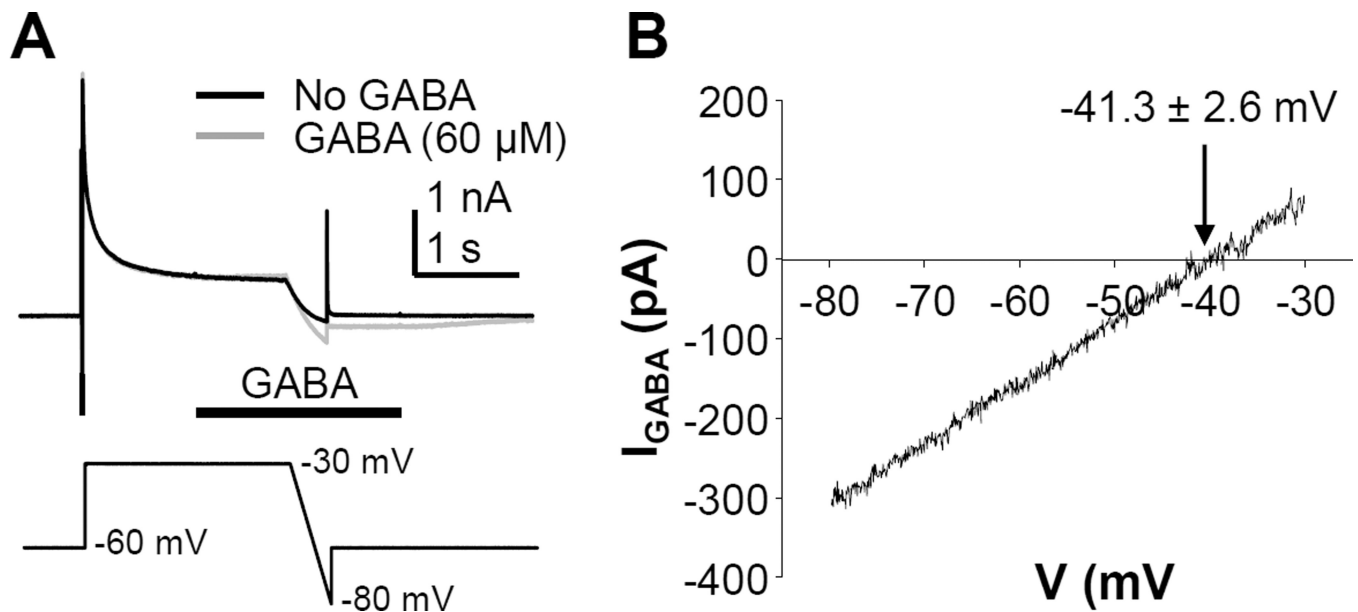 A
No GABA
GABA (60 µM)
1 nA
1 s
GABA
-30 mV
-60 mV
-80 mV
B
-41.3 ± 2.6 mV
200
100
0
-100
-200
-300
-400
-80 -70 -60 -50 -40 -30
I GABA (pA)
V (mV